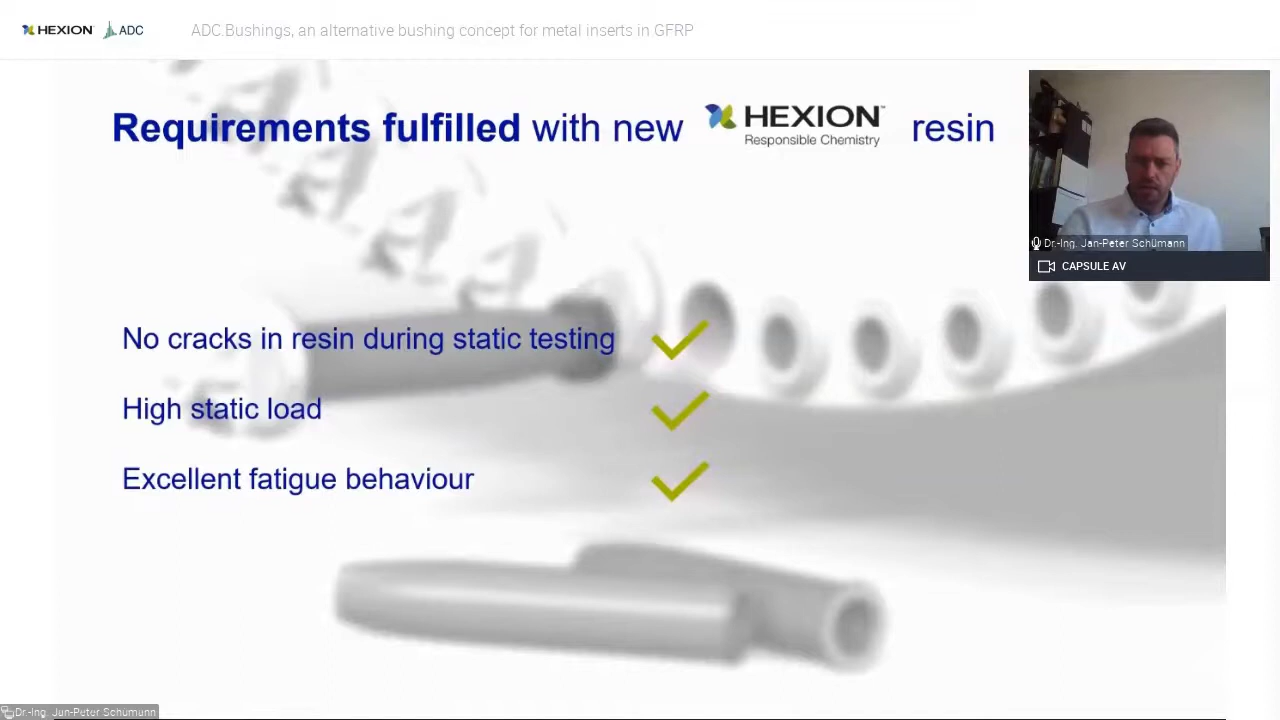 HEXION ADC ADC.Bushings, an alternative bushing concept for metal inserts in GFRP
Requirements fulfilled with new HEXION™ resin
Responsible Chemistry
Dr.-Ing. Jan-Peter Schümann
CAPSULE AV
No cracks in resin during static testing
High static load
Excellent fatigue behaviour
Dr.-Ing. Jan-Peter Schümann